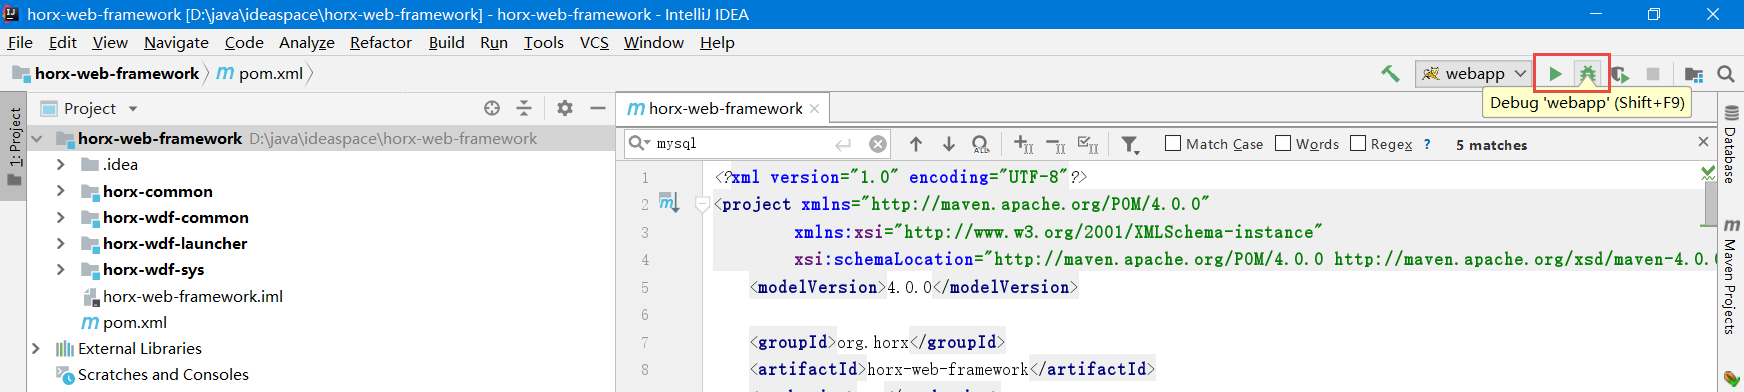 horx-web-framework [D:\java\ideaspace\horx-web-framework] - horx-web-framework - IntelliJ IDEA
File Edit View Navigate Code Analyze Refactor Build Run Tools VCS Window Help
horx-web-framework pom.xml
webapp
Debug 'webapp' (Shift+F9)
1: Project
Project
horx-web-framework D:\java\ideaspace\horx-web-framework
.idea
horx-common
horx-wdf-common
horx-wdf-launcher
horx-wdf-sys
horx-web-framework.iml
pom.xml
External Libraries
Scratches and Consoles
horx-web-framework
mysql
Match Case Words Regex ? 5 matches
1 <?xml version="1.0" encoding="UTF-8"?>
2 <project xmlns="http://maven.apache.org/POM/4.0.0"
3 xmlns:xsi="http://www.w3.org/2001/XMLSchema-instance"
4 xsi:schemaLocation="http://maven.apache.org/POM/4.0.0 http://maven.apache.org/xsd/maven-4.0.0
5 <modelVersion>4.0.0</modelVersion>
6
7 <groupId>org.horx</groupId>
8 <artifactId>horx-web-framework</artifactId>
Database
Maven Projects